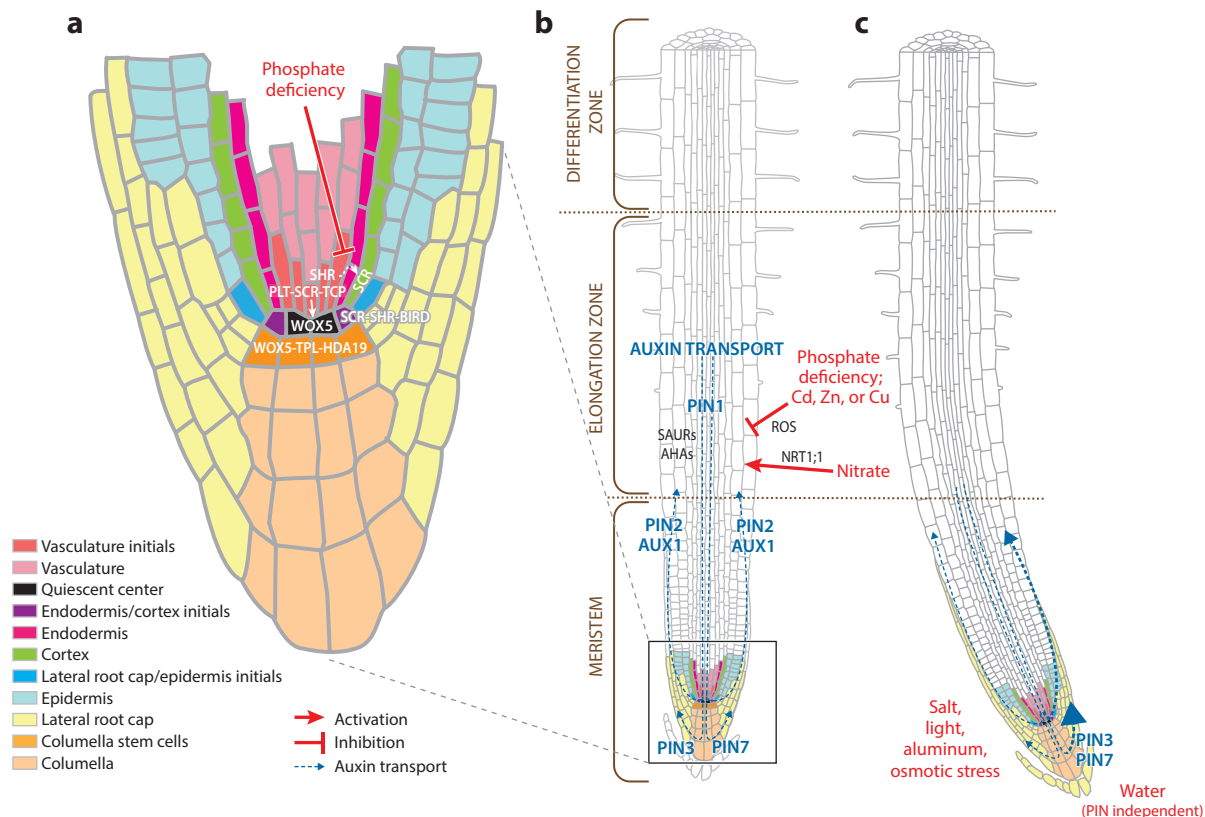 a
Phosphate
deficiency
SHR
SCR
PLT-SCR-TCP
WOX5
SCR-SHR-BIRD
WOX5-TPL-HDA19
Vasculature initials
Vasculature
Quiescent center
Endodermis/cortex initials
Endodermis
Cortex
Lateral root cap/epidermis initials
Epidermis
Lateral root cap
Columella stem cells
Columella
Activation
Inhibition
Auxin transport
b
DIFFERENTIATION
ZONE
ELONGATION ZONE
MERISTEM
AUXIN TRANSPORT
PIN1
SAURs
AHAs
Phosphate
deficiency;
Cd, Zn, or Cu
ROS
NRT1;1
Nitrate
PIN2
AUX1
PIN2
AUX1
PIN3
PIN7
c
Salt,
light,
aluminum,
osmotic stress
PIN3
PIN7
Water
(PIN independent)